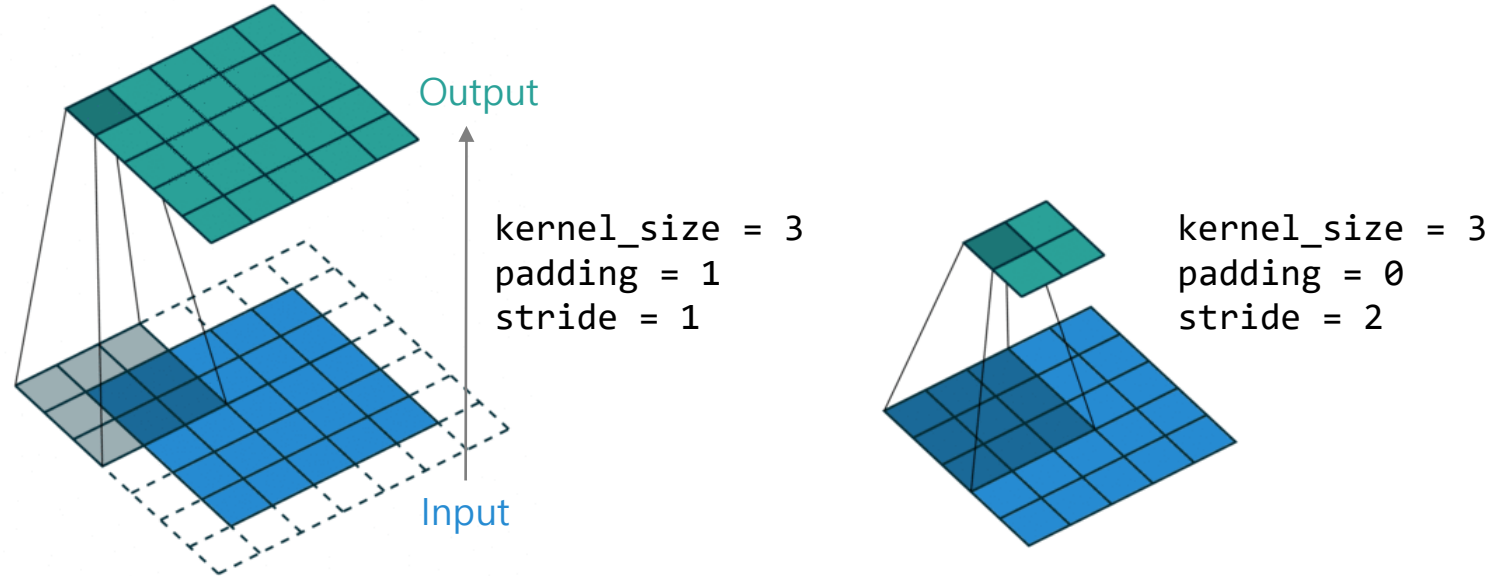 Output
kernel_size = 3
padding = 1
stride = 1
Input
kernel_size = 3
padding = 0
stride = 2